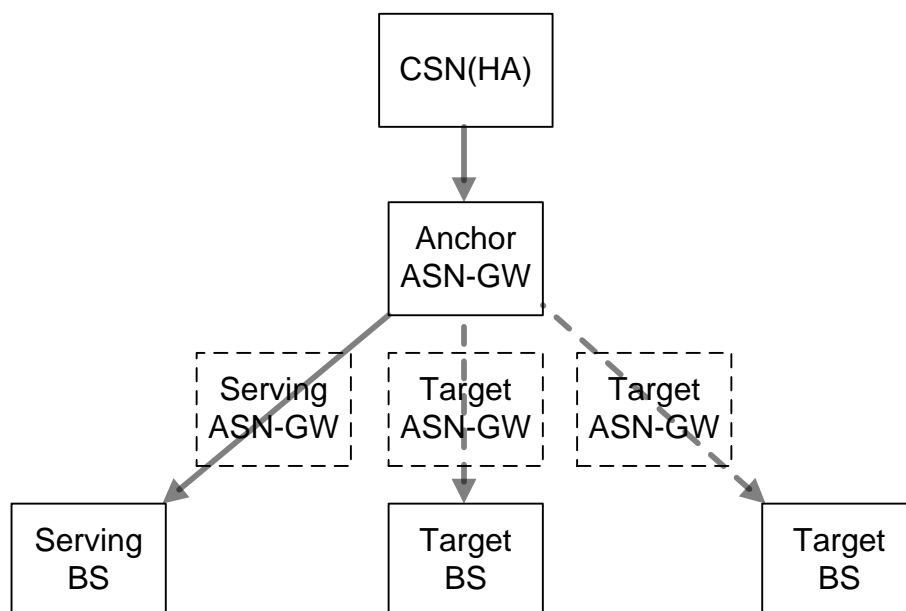 CSN(HA)
Anchor
ASN-GW
Serving
ASN-GW
Target
ASN-GW
Target
ASN-GW
Serving
BS
Target
BS
Target
BS